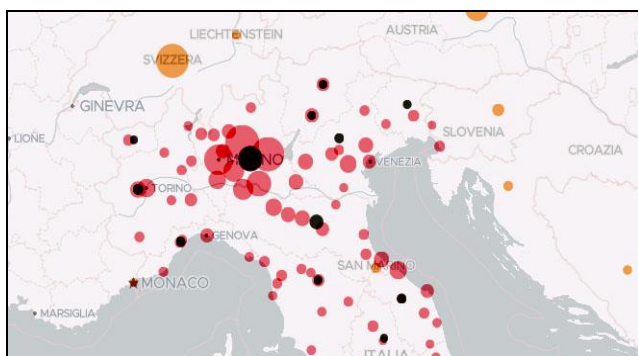 LIECHTENSTEIN
AUSTRIA
SVIZZERA
GINEVRA
SLOVENIA
LIONE
CROAZIA
MILANO
VENEZIA
TORINO
GENOVA
SAN MARINO
MONACO
MARSIGLIA
ITALIA